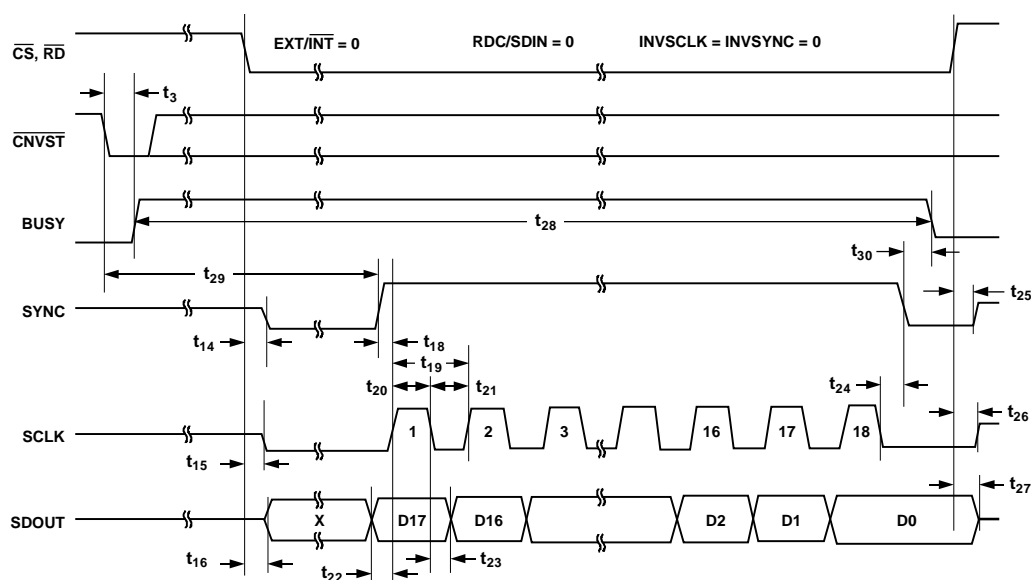 EXT/INT = 0 RDC/SDIN = 0 INVSCLK = INVSYNC = 0
CS, RD
t3
CNVST
BUSY
t28
t30
t29
t25
SYNC
t14
t18
t19
t20
t21
t24
t26
SCLK
1 2 3 16 17 18
t15
t27
SDOUT
X D17 D16 D2 D1 D0
t16
t22
t23